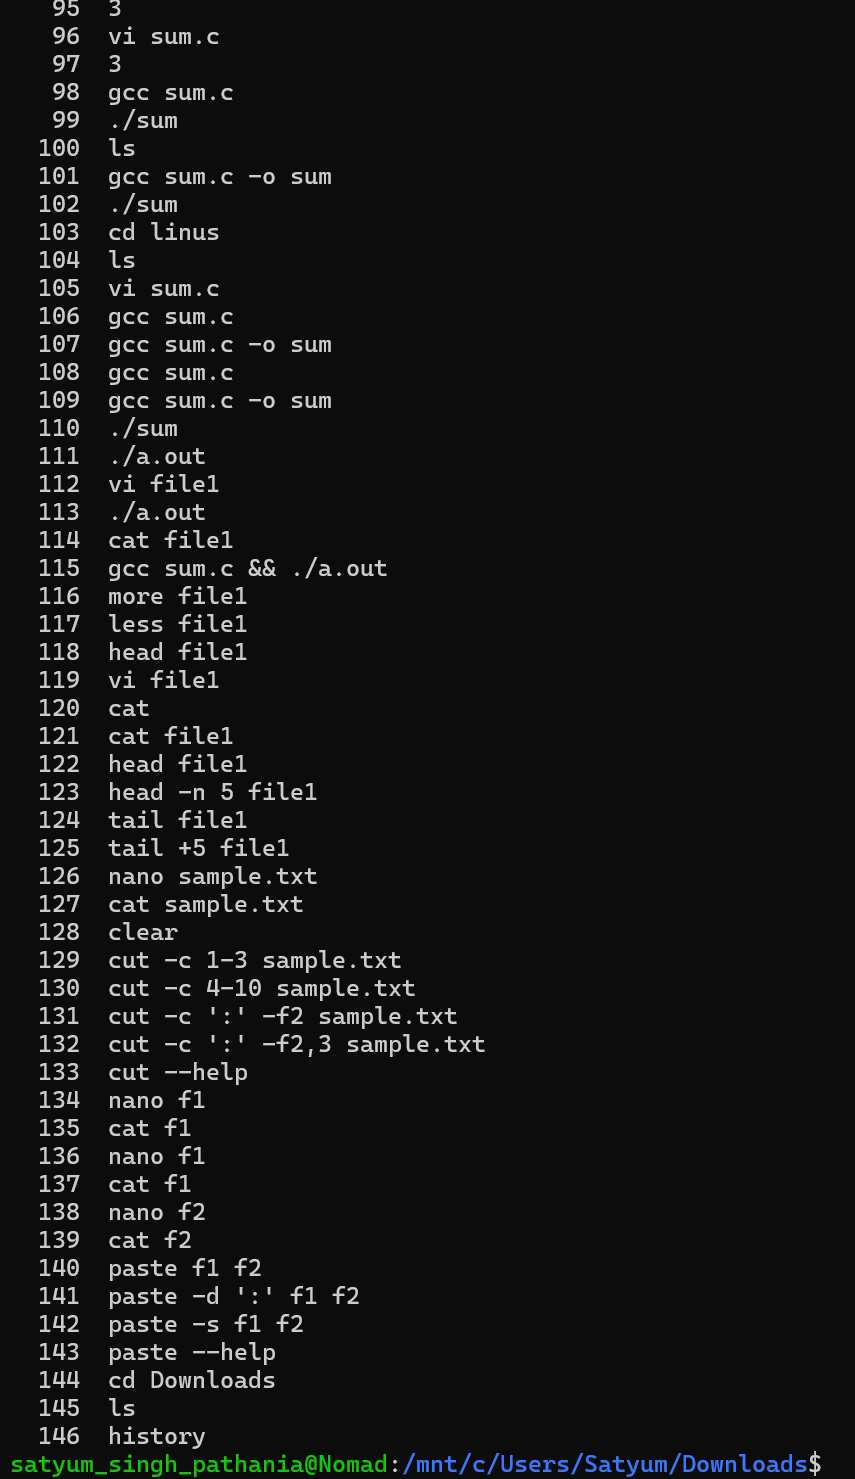 95 3
96 vi sum.c
97 3
98 gcc sum.c
99 ./sum
100 ls
101 gcc sum.c -o sum
102 ./sum
103 cd linus
104 ls
105 vi sum.c
106 gcc sum.c
107 gcc sum.c -o sum
108 gcc sum.c
109 gcc sum.c -o sum
110 ./sum
111 ./a.out
112 vi file1
113 ./a.out
114 cat file1
115 gcc sum.c && ./a.out
116 more file1
117 less file1
118 head file1
119 vi file1
120 cat
121 cat file1
122 head file1
123 head -n 5 file1
124 tail file1
125 tail +5 file1
126 nano sample.txt
127 cat sample.txt
128 clear
129 cut -c 1-3 sample.txt
130 cut -c 4-10 sample.txt
131 cut -c ':' -f2 sample.txt
132 cut -c ':' -f2,3 sample.txt
133 cut --help
134 nano f1
135 cat f1
136 nano f1
137 cat f1
138 nano f2
139 cat f2
140 paste f1 f2
141 paste -d ':' f1 f2
142 paste -s f1 f2
143 paste --help
144 cd Downloads
145 ls
146 history
satyum_singh_pathania@Nomad:/mnt/c/Users/Satyum/Downloads$